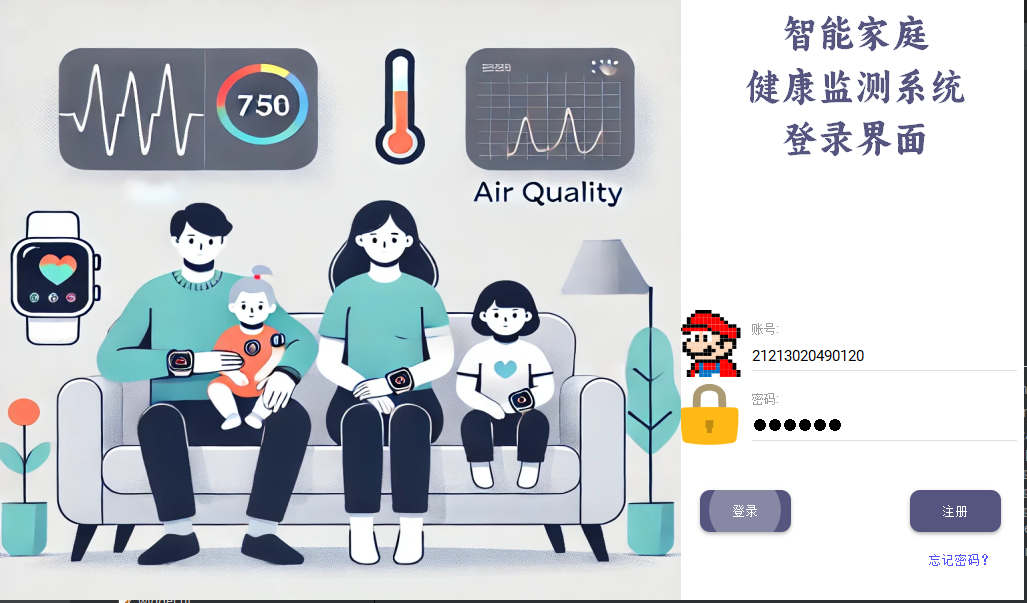 智能家庭
健康监测系统
登录界面
750
Air Quality
账号:
21213020490120
密码:
●●●●●●
登录
注册
忘记密码?